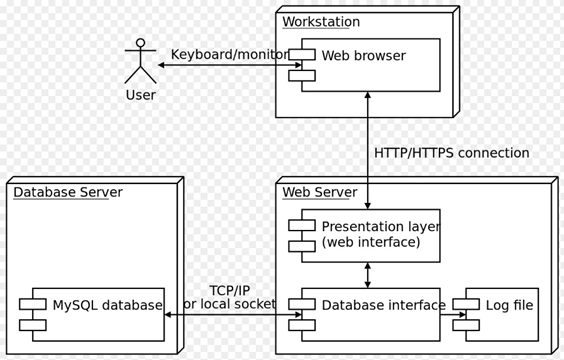 Workstation
Keyboard/monitor
Web browser
User
HTTP/HTTPS connection
Database Server
Web Server
Presentation layer
(web interface)
TCP/IP
or local socket
MySQL database
Database interface
Log file